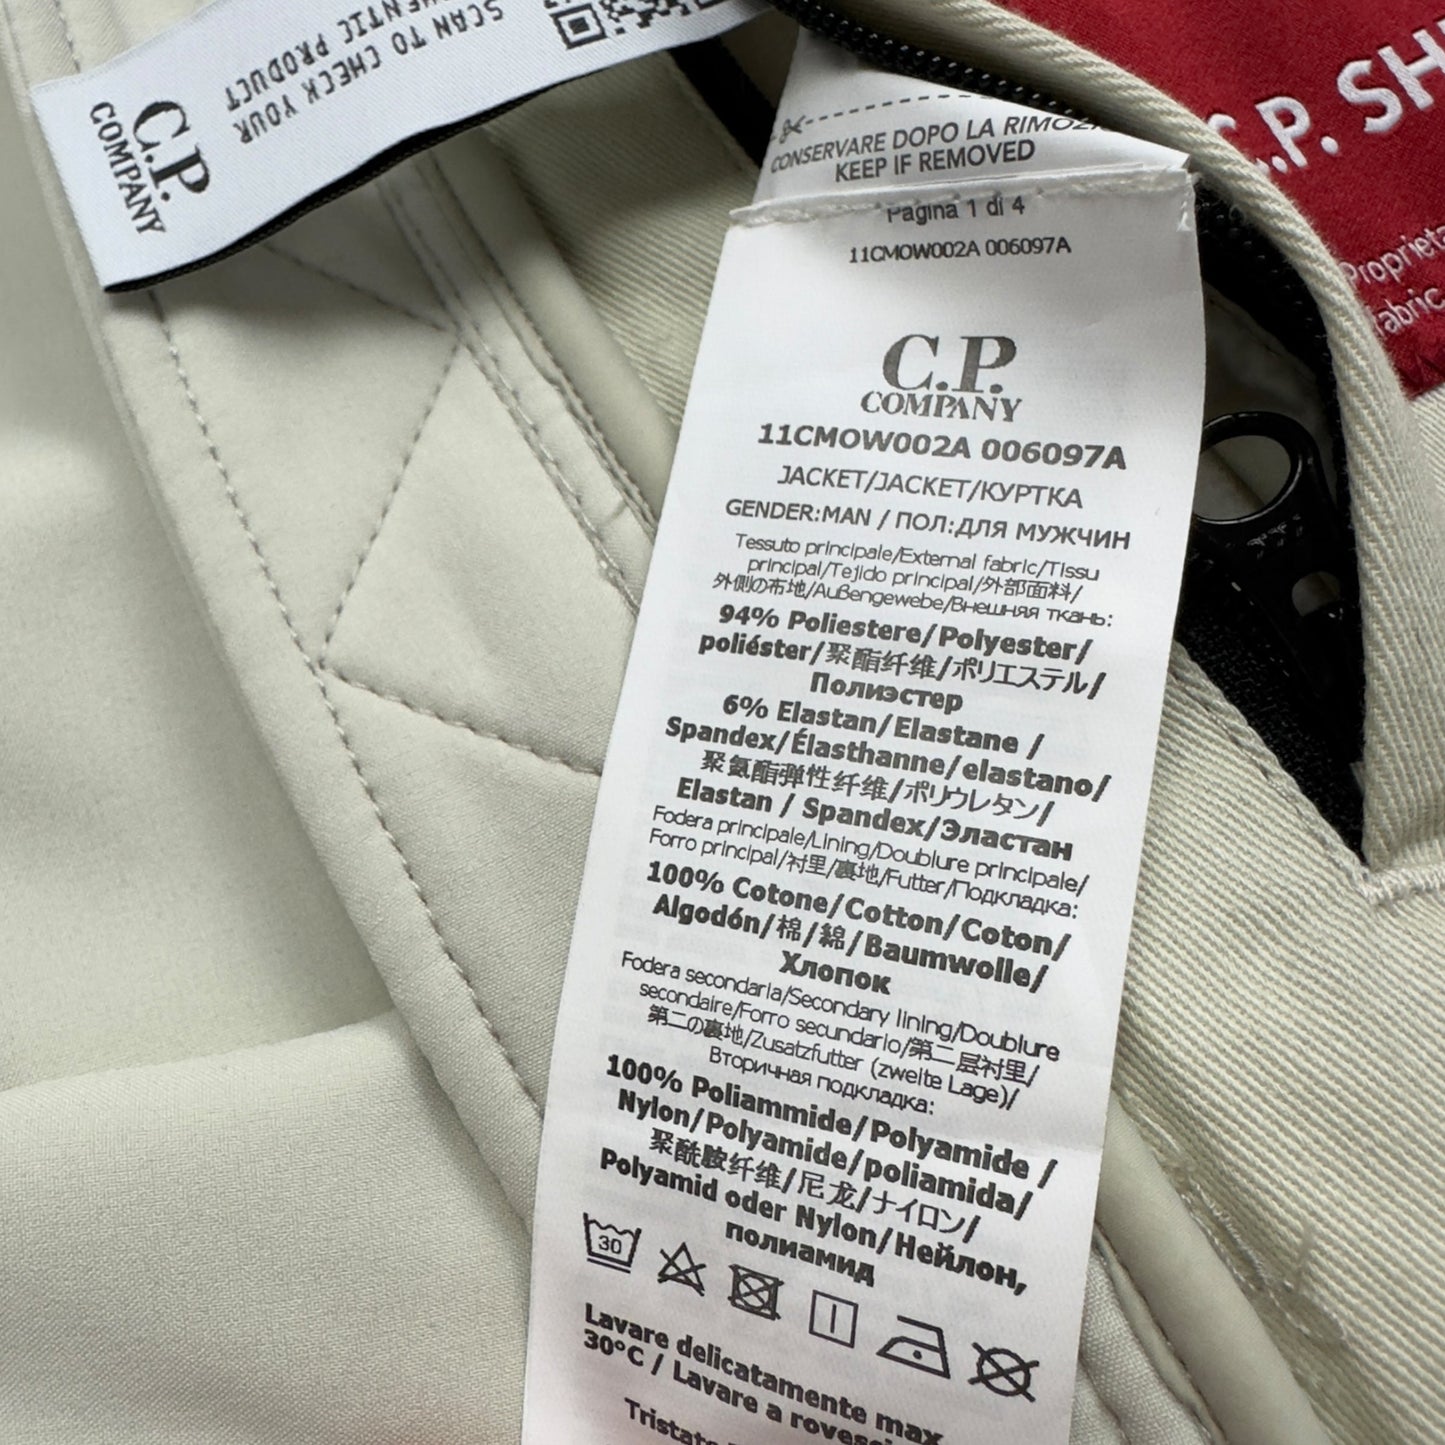 SCAN TO CHECK YOUR
AUTHENTIC PRODUCT
C.P.
COMPANY
C.P. SH
Proprieta
fabric
CONSERVARE DOPO LA RIMOZ
KEEP IF REMOVED
Pagina 1 di 4
11CMOW002A 006097A
C.P.
COMPANY
11CMOW002A 006097A
JACKET/JACKET/КУРТКА
GENDER:MAN / ПОЛ:ДЛЯ МУЖЧИН
Tessuto principale/External fabric/Tissu
principal/Tejido principal/外部面料/
外側の布地/Außengewebe/Внешняя ткань:
94% Poliestere/Polyester/
poliéster/聚酯纤维/ポリエステル/
Полиэстер
6% Elastan/Elastane /
Spandex/Élasthanne/elastano/
聚氨酯弹性纤维/ポリウレタン/
Elastan / Spandex/Эластан
Fodera principale/Lining/Doublure principale/
Forro principal/衬里/裏地/Futter/Подкладка:
100% Cotone/Cotton/Coton/
Algodón/棉/綿/Baumwolle/
Хлопок
Fodera secondaria/Secondary lining/Doublure
secondaire/Forro secundario/第二层衬里/
第二の裏地/Zusatzfutter (zweite Lage)/
Вторичная подкладка:
100% Poliammide/Polyamide /
Nylon/Polyamide/poliamida/
聚酰胺纤维/尼龙/ナイロン/
Polyamid oder Nylon/Нейлон,
полиамид
30
Lavare delicatamente max
30°C / Lavare a rovesc
Tristate